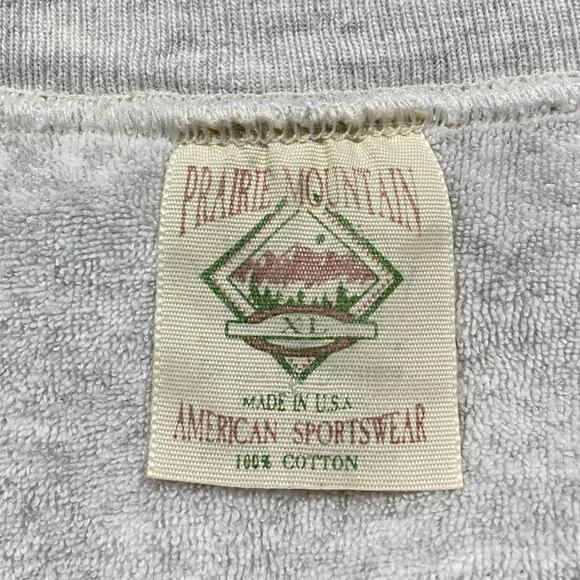 PRAIRIE MOUNTAIN
XL
MADE IN U.S.A
AMERICAN SPORTSWEAR
100% COTTON